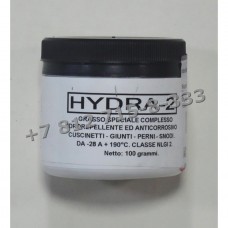 HYDRA-2
GRASSO SPECIALE COMPLESSO
IDROREPELLENTE ED ANTICORROSIVO
CUSCINETTI - GIUNTI - PERNI - SNODI
DA -28 A + 190°C. CLASSE NLGI 2.
Netto: 100 grammi.